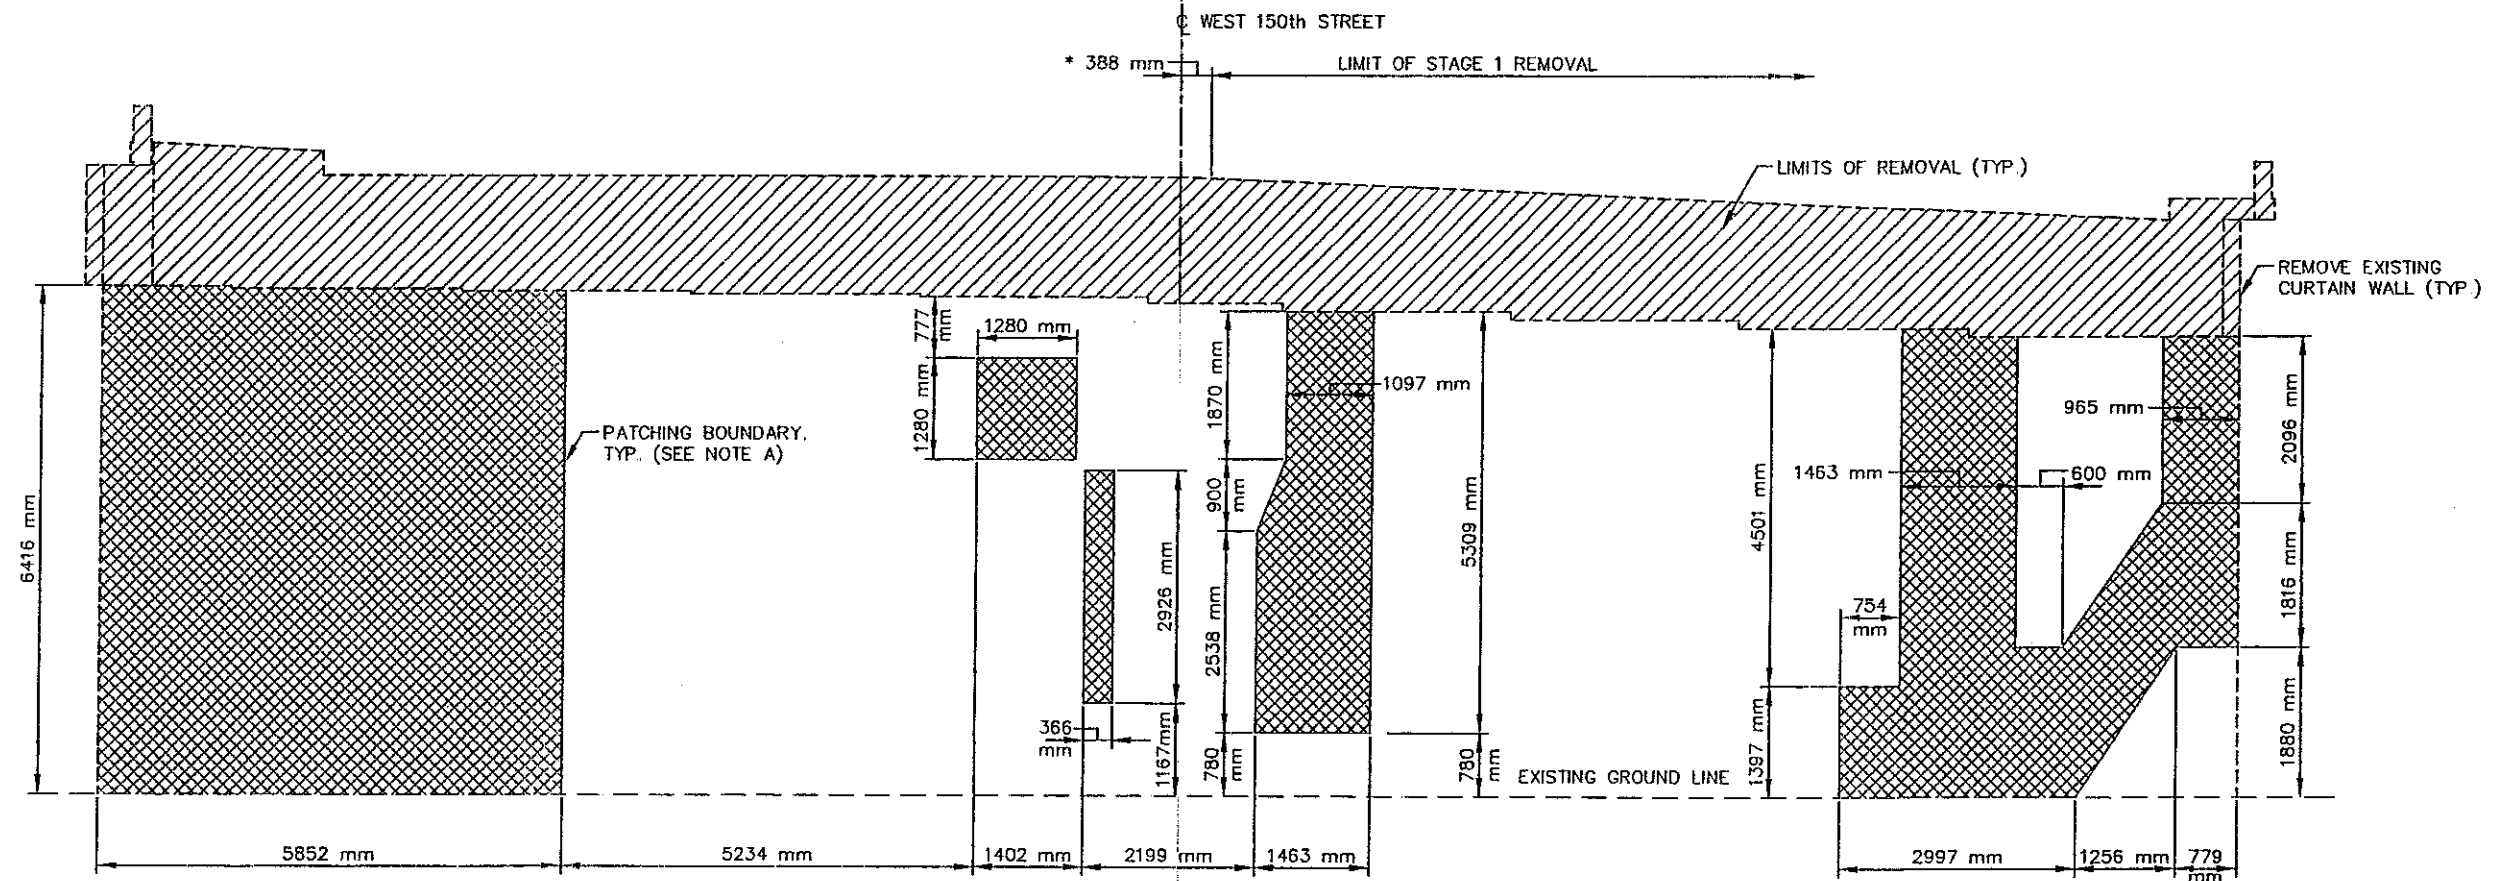 ℄ WEST 150th STREET
* 388 mm
LIMIT OF STAGE 1 REMOVAL
LIMITS OF REMOVAL (TYP.)
REMOVE EXISTING
CURTAIN WALL (TYP.)
777
mm
1280 mm
1280 mm
1870 mm
1097 mm
965 mm
2096 mm
PATCHING BOUNDARY,
TYP. (SEE NOTE A)
6416 mm
900
mm
5309 mm
4501 mm
1463 mm
600 mm
2926 mm
2538 mm
754
mm
1816 mm
366
mm
1167mm
780
mm
780
mm
EXISTING GROUND LINE
1397 mm
1880 mm
5852 mm
5234 mm
1402 mm
2199 mm
1463 mm
2997 mm
1256 mm
779
mm